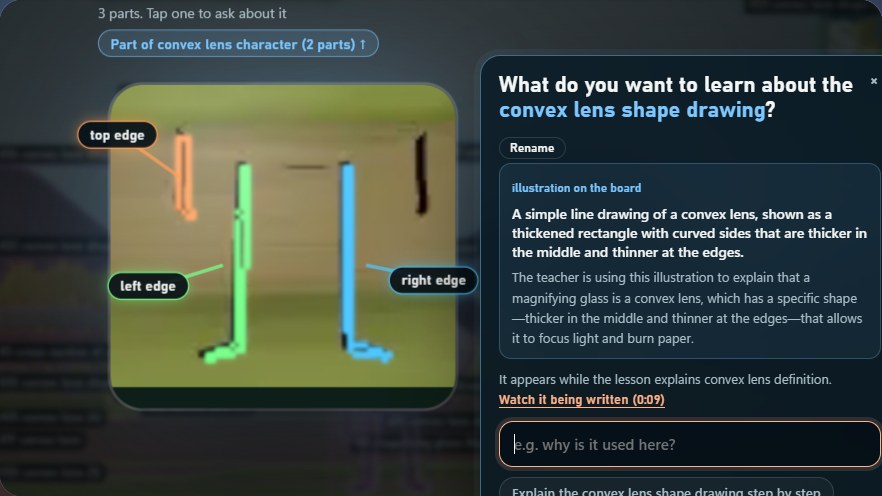 3 parts. Tap one to ask about it
Part of convex lens character (2 parts) ↑
top edge
left edge
right edge
What do you want to learn about the
convex lens shape drawing?
×
Rename
illustration on the board
A simple line drawing of a convex lens, shown as a
thickened rectangle with curved sides that are thicker in
the middle and thinner at the edges.
The teacher is using this illustration to explain that a
magnifying glass is a convex lens, which has a specific shape
—thicker in the middle and thinner at the edges—that allows
it to focus light and burn paper.
It appears while the lesson explains convex lens definition.
Watch it being written (0:09)
e.g. why is it used here?
Explain the convex lens shape drawing step by step